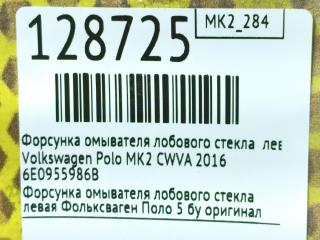 128725
MK2_284
Форсунка омывателя лобового стекла лев
Volkswagen Polo MK2 CWVA 2016
6E0955986B
Форсунка омывателя лобового стекла
левая Фольксваген Поло 5 бу оригинал